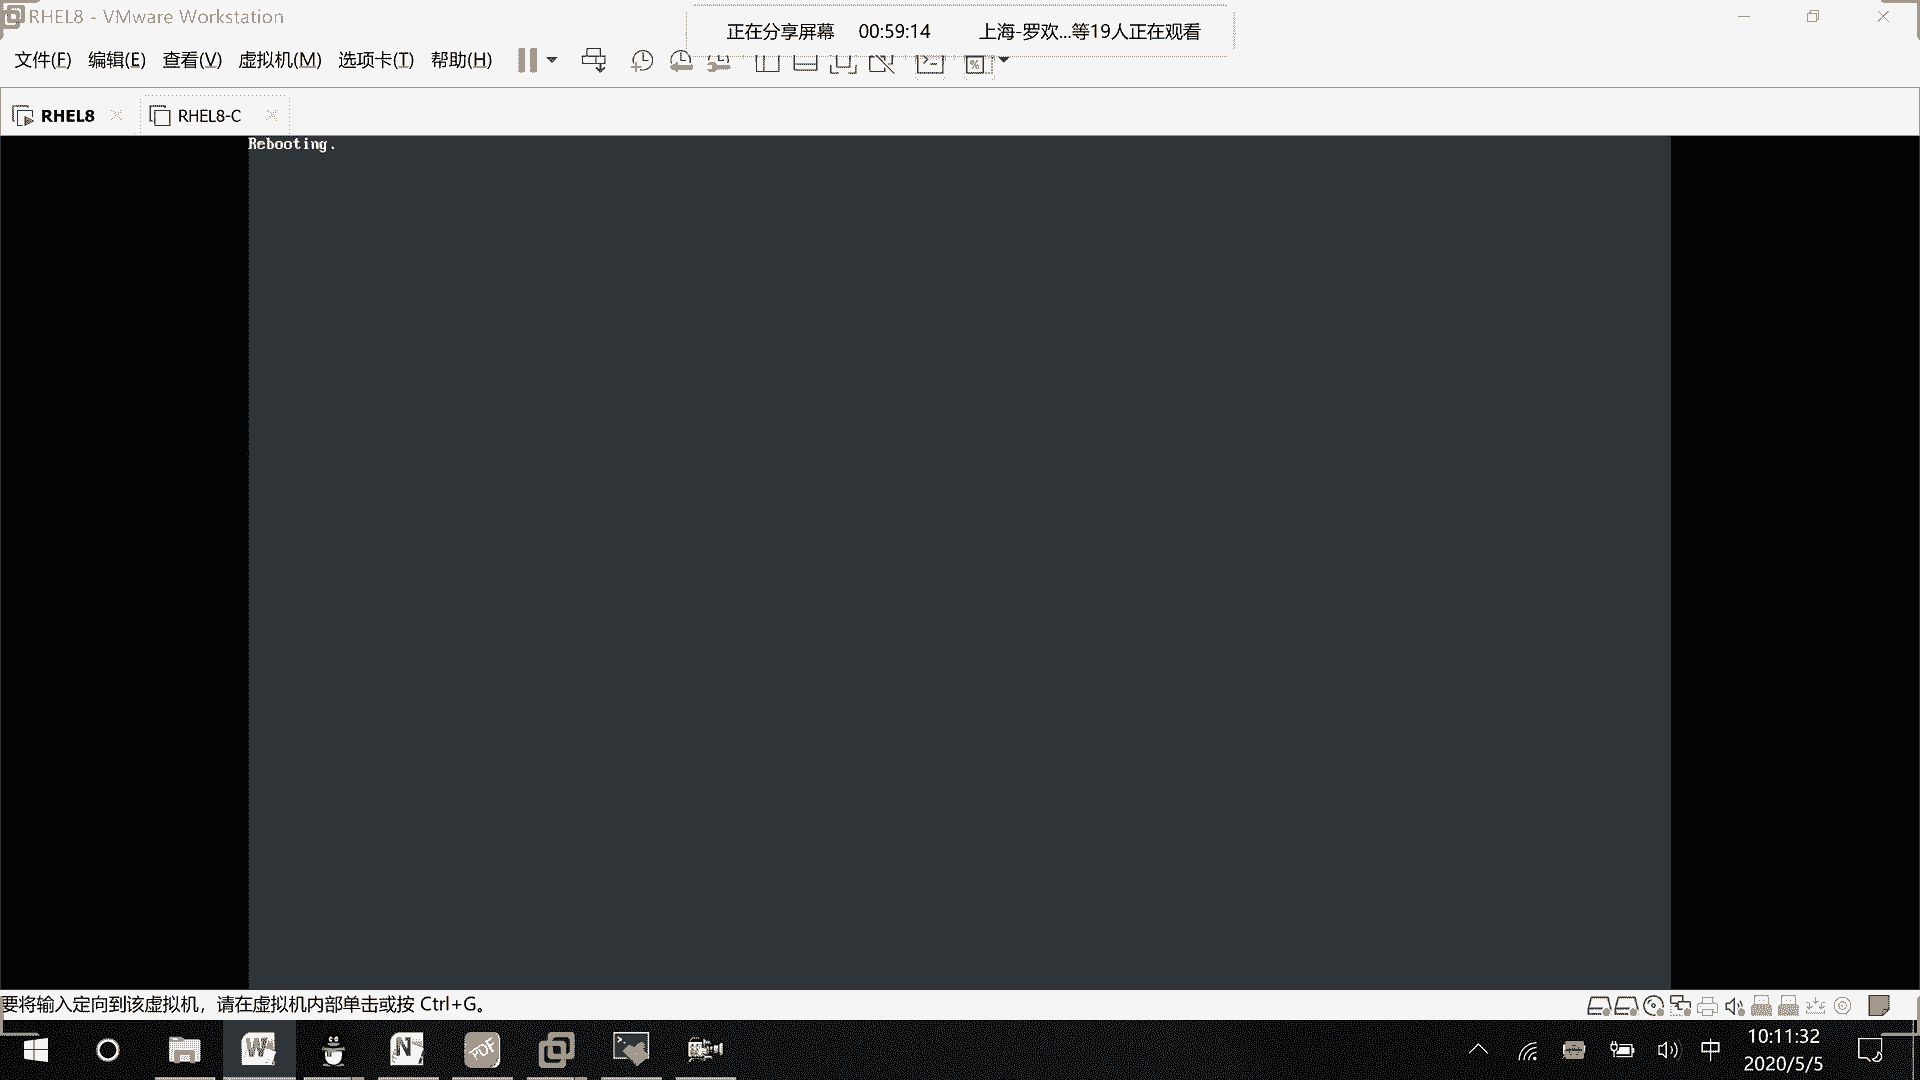 RHEL8 - VMware Workstation
正在分享屏幕 00:59:14 上海-罗欢...等19人正在观看
文件(F) 编辑(E) 查看(V) 虚拟机(M) 选项卡(T) 帮助(H)
RHEL8 RHEL8-C
Rebooting.
要将输入定向到该虚拟机，请在虚拟机内部单击或按 Ctrl+G。
中
10:11:32
2020/5/5